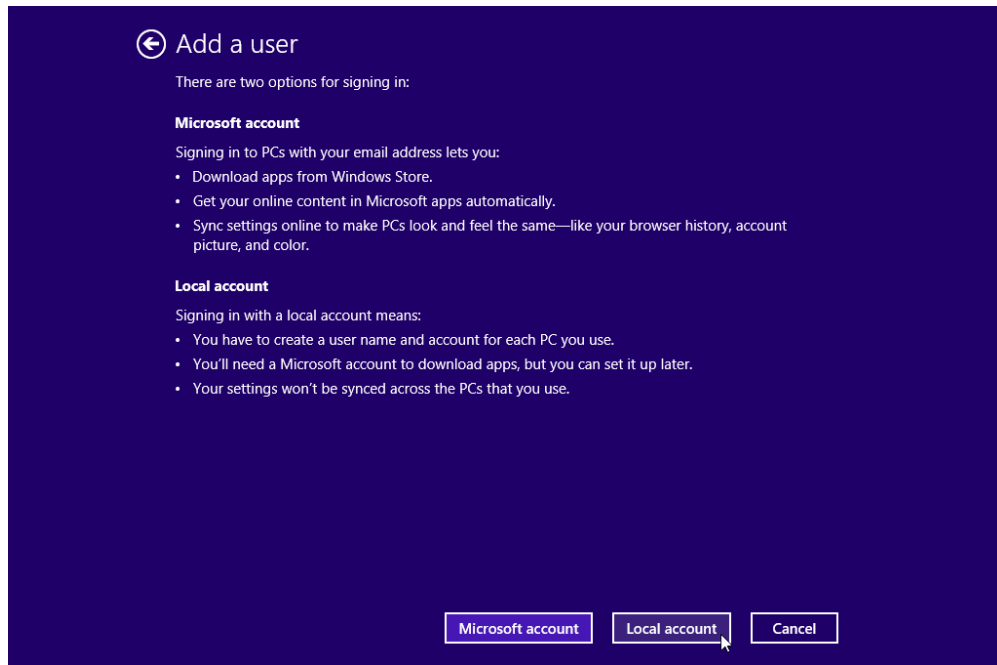 Add a user
There are two options for signing in:
Microsoft account
Signing in to PCs with your email address lets you:
• Download apps from Windows Store.
• Get your online content in Microsoft apps automatically.
• Sync settings online to make PCs look and feel the same—like your browser history, account
picture, and color.
Local account
Signing in with a local account means:
• You have to create a user name and account for each PC you use.
• You’ll need a Microsoft account to download apps, but you can set it up later.
• Your settings won’t be synced across the PCs that you use.
Microsoft account Local account Cancel